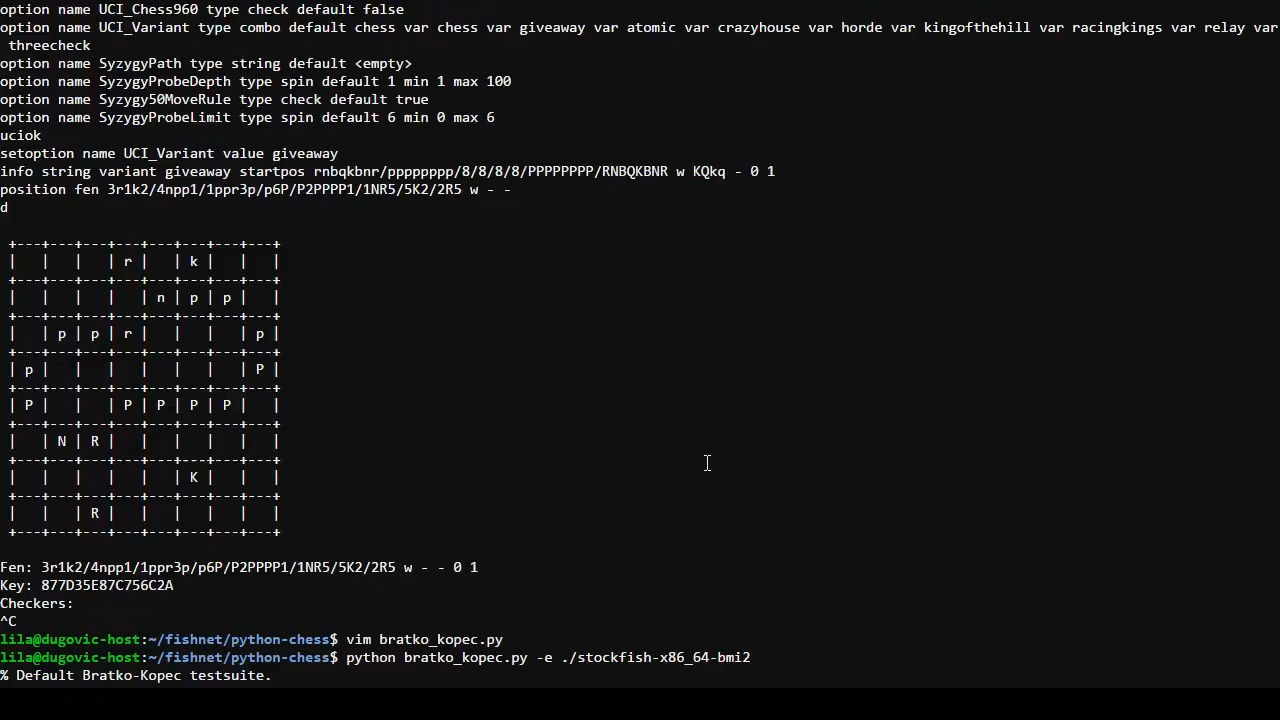 option name UCI_Chess960 type check default false
option name UCI_Variant type combo default chess var chess var giveaway var atomic var crazyhouse var horde var kingofthehill var racingkings var relay var
 threecheck
option name SyzygyPath type string default <empty>
option name SyzygyProbeDepth type spin default 1 min 1 max 100
option name Syzygy50MoveRule type check default true
option name SyzygyProbeLimit type spin default 6 min 0 max 6
uciok
setoption name UCI_Variant value giveaway
info string variant giveaway startpos rnbqkbnr/pppppppp/8/8/8/8/PPPPPPPP/RNBQKBNR w KQkq - 0 1
position fen 3r1k2/4npp1/1ppr3p/p6P/P2PPPP1/1NR5/5K2/2R5 w - -
d

 +---+---+---+---+---+---+---+---+
 |   |   |   | r |   | k |   |   |
 +---+---+---+---+---+---+---+---+
 |   |   |   |   | n | p | p |   |
 +---+---+---+---+---+---+---+---+
 |   | p | p | r |   |   |   | p |
 +---+---+---+---+---+---+---+---+
 | p |   |   |   |   |   |   | P |
 +---+---+---+---+---+---+---+---+
 | P |   |   | P | P | P | P |   |
 +---+---+---+---+---+---+---+---+
 |   | N | R |   |   |   |   |   |
 +---+---+---+---+---+---+---+---+
 |   |   |   |   |   | K |   |   |
 +---+---+---+---+---+---+---+---+
 |   |   | R |   |   |   |   |   |
 +---+---+---+---+---+---+---+---+

Fen: 3r1k2/4npp1/1ppr3p/p6P/P2PPPP1/1NR5/5K2/2R5 w - - 0 1
Key: 877D35E87C756C2A
Checkers:
^C
lila@dugovic-host:~/fishnet/python-chess$ vim bratko_kopec.py
lila@dugovic-host:~/fishnet/python-chess$ python bratko_kopec.py -e ./stockfish-x86_64-bmi2
% Default Bratko-Kopec testsuite.